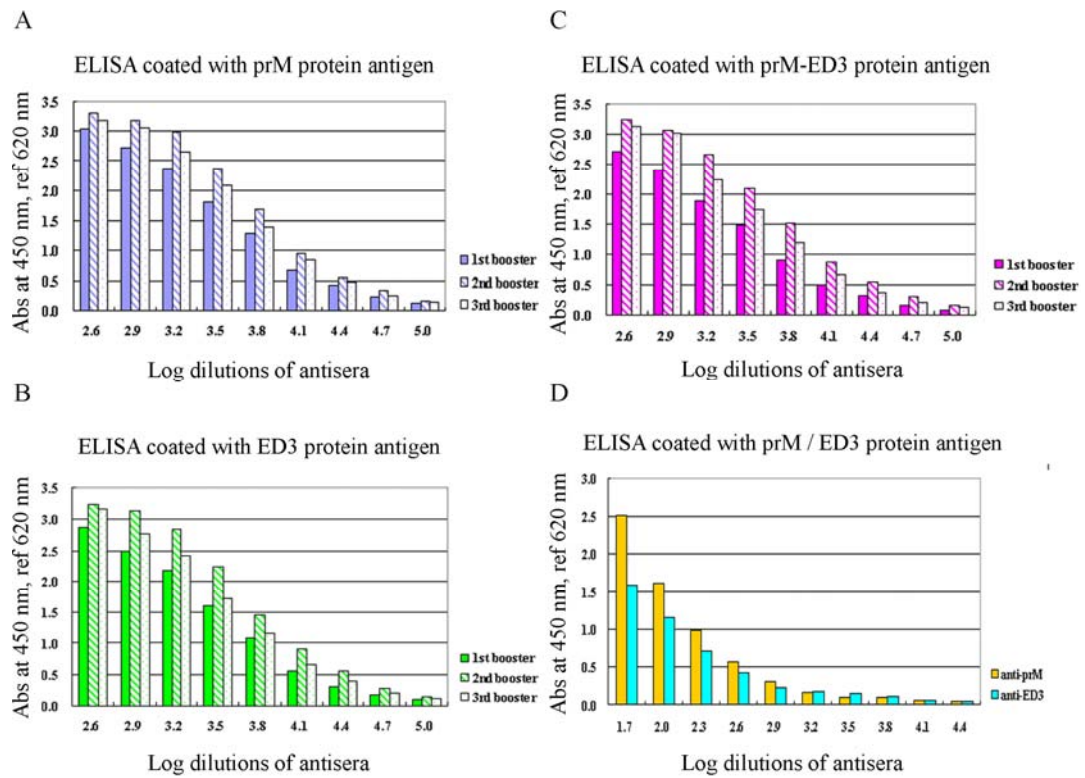 A
ELISA coated with prM protein antigen
Abs at 450 nm, ref 620 nm
3.5
3.0
2.5
2.0
1.5
1.0
0.5
0.0
2.6 2.9 3.2 3.5 3.8 4.1 4.4 4.7 5.0
1st booster
2nd booster
3rd booster
Log dilutions of antisera
C
ELISA coated with prM-ED3 protein antigen
Abs at 450 nm, ref 620 nm
3.5
3.0
2.5
2.0
1.5
1.0
0.5
0.0
2.6 2.9 3.2 3.5 3.8 4.1 4.4 4.7 5.0
1st booster
2nd booster
3rd booster
Log dilutions of antisera
B
ELISA coated with ED3 protein antigen
Abs at 450 nm, ref 620 nm
3.5
3.0
2.5
2.0
1.5
1.0
0.5
0.0
2.6 2.9 3.2 3.5 3.8 4.1 4.4 4.7 5.0
1st booster
2nd booster
3rd booster
Log dilutions of antisera
D
ELISA coated with prM / ED3 protein antigen
Abs at 450 nm, ref 620 nm
3.0
2.5
2.0
1.5
1.0
0.5
0.0
1.7 2.0 2.3 2.6 2.9 3.2 3.5 3.8 4.1 4.4
anti-prM
anti-ED3
Log dilutions of antisera